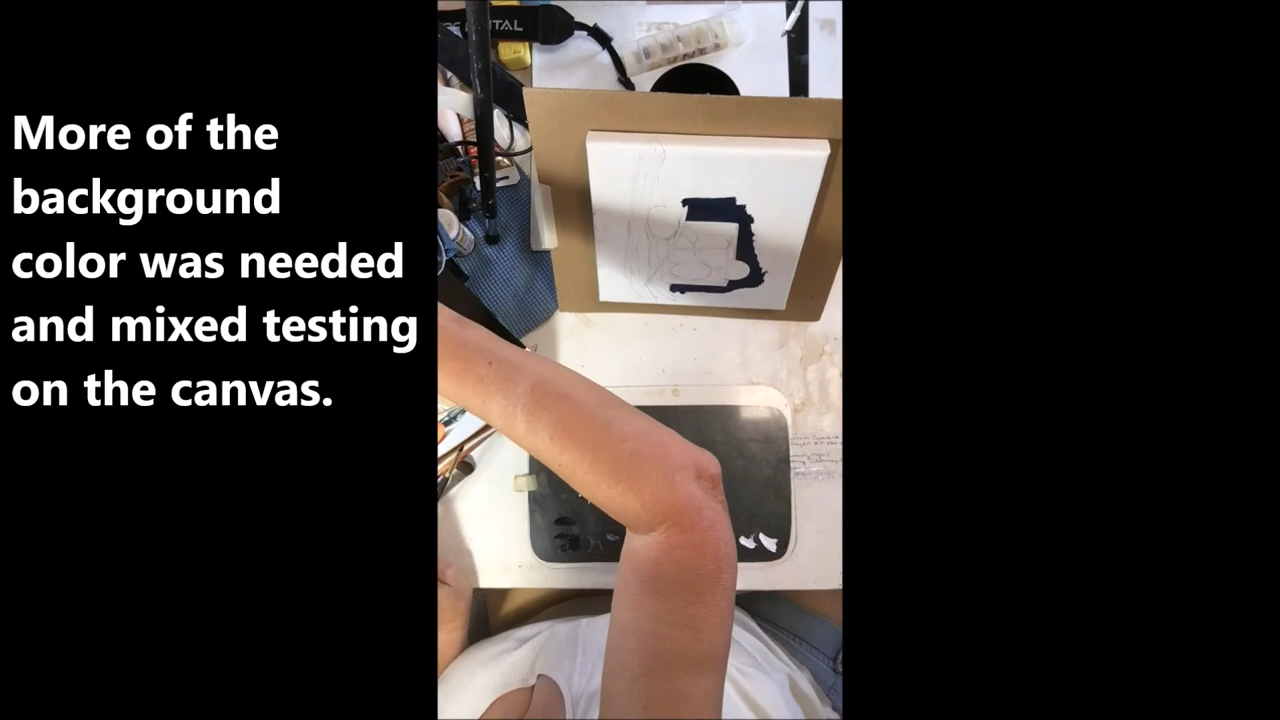 More of the
background
color was needed
and mixed testing
on the canvas.